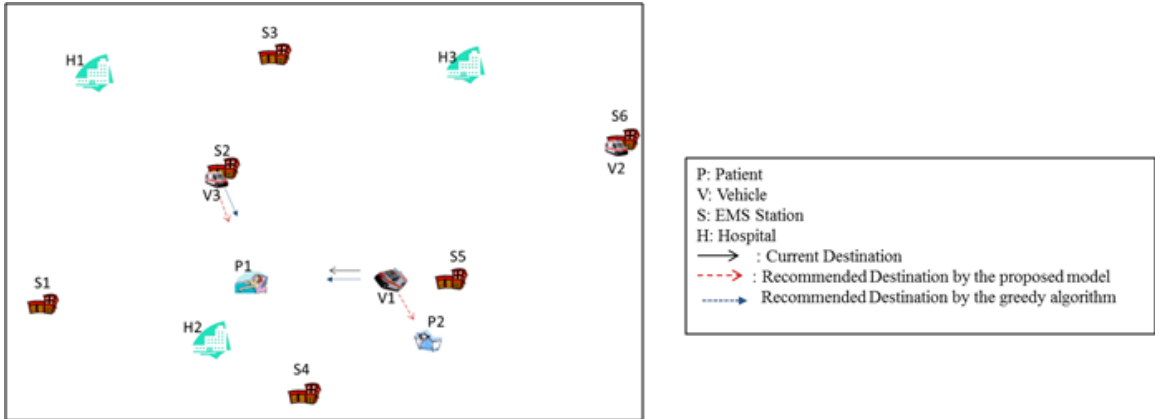 S3
H1
H3
S6
V2
S2
V3
P1
S5
V1
S1
P2
H2
S4
P: Patient
V: Vehicle
S: EMS Station
H: Hospital
: Current Destination
: Recommended Destination by the proposed model
Recommended Destination by the greedy algorithm